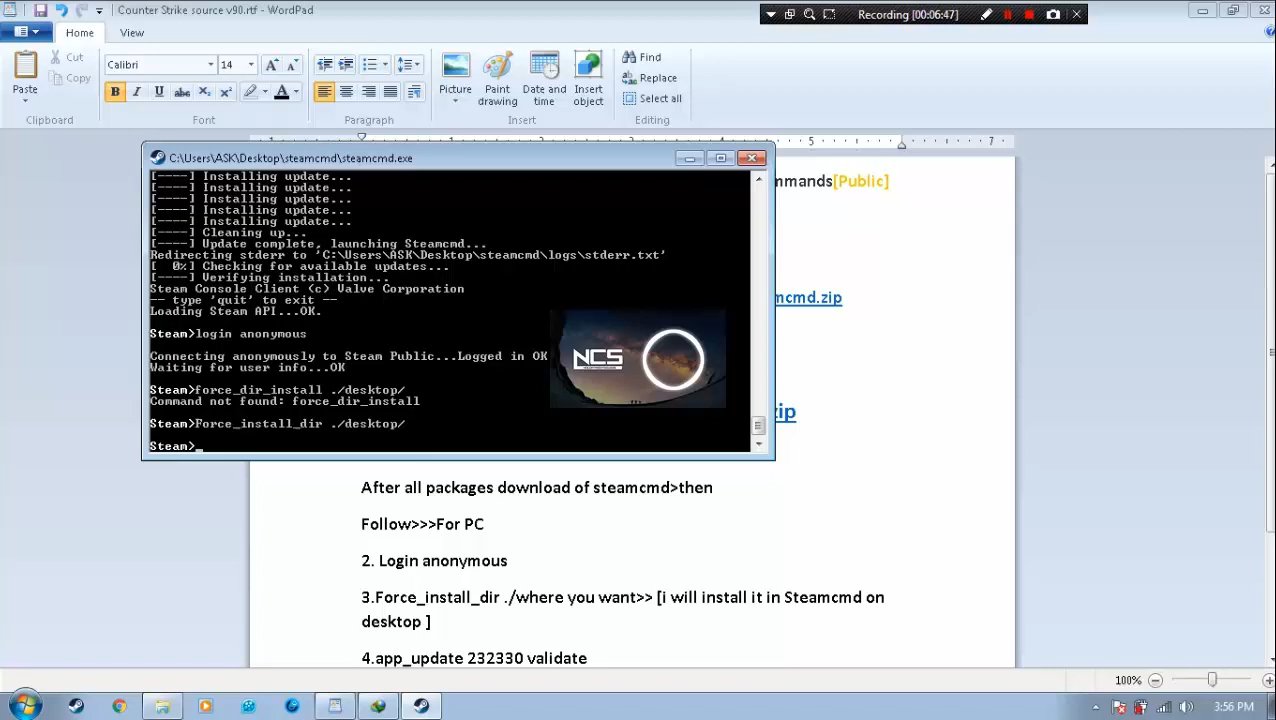 Counter Strike source v90.rtf - WordPad
Recording [00:06:47]
Home
View
Paste
Cut
Copy
Calibri
14
Picture
Paint drawing
Date and time
Insert object
Find
Replace
Select all
Clipboard
Font
Paragraph
Insert
Editing
1
5
7
mmands[Public]
mcmd.zip
zip
C:\Users\ASK\Desktop\steamcmd\steamcmd.exe
[----] Installing update...
[----] Installing update...
[----] Installing update...
[----] Installing update...
[----] Installing update...
[----] Cleaning up...
[----] Update complete, launching Steamcmd...
Redirecting stderr to 'C:\Users\ASK\Desktop\steamcmd\logs\stderr.txt'
[  0%] Checking for available updates...
[----] Verifying installation...
Steam Console Client (c) Valve Corporation
-- type 'quit' to exit --
Loading Steam API...OK.
Steam>login anonymous
Connecting anonymously to Steam Public...Logged in OK
Waiting for user info...OK
Steam>force_dir_install ./desktop/
Command not found: force_dir_install
Steam>Force_install_dir ./desktop/
Steam>_
NCS
After all packages download of steamcmd>then
Follow>>>For PC
2. Login anonymous
3.Force_install_dir ./where you want>> [i will install it in Steamcmd on
desktop ]
4.app_update 232330 validate
100%
3:56 PM